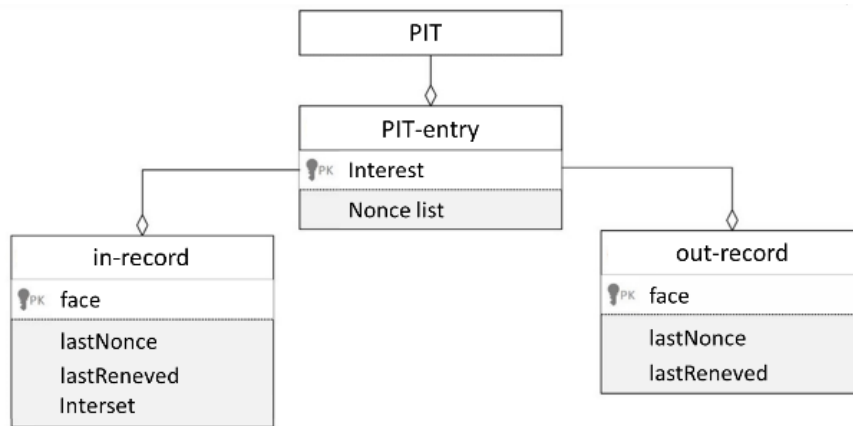 PIT
PIT-entry
PK Interest
Nonce list
in-record
PK face
lastNonce
lastReneved
Interset
out-record
PK face
lastNonce
lastReneved